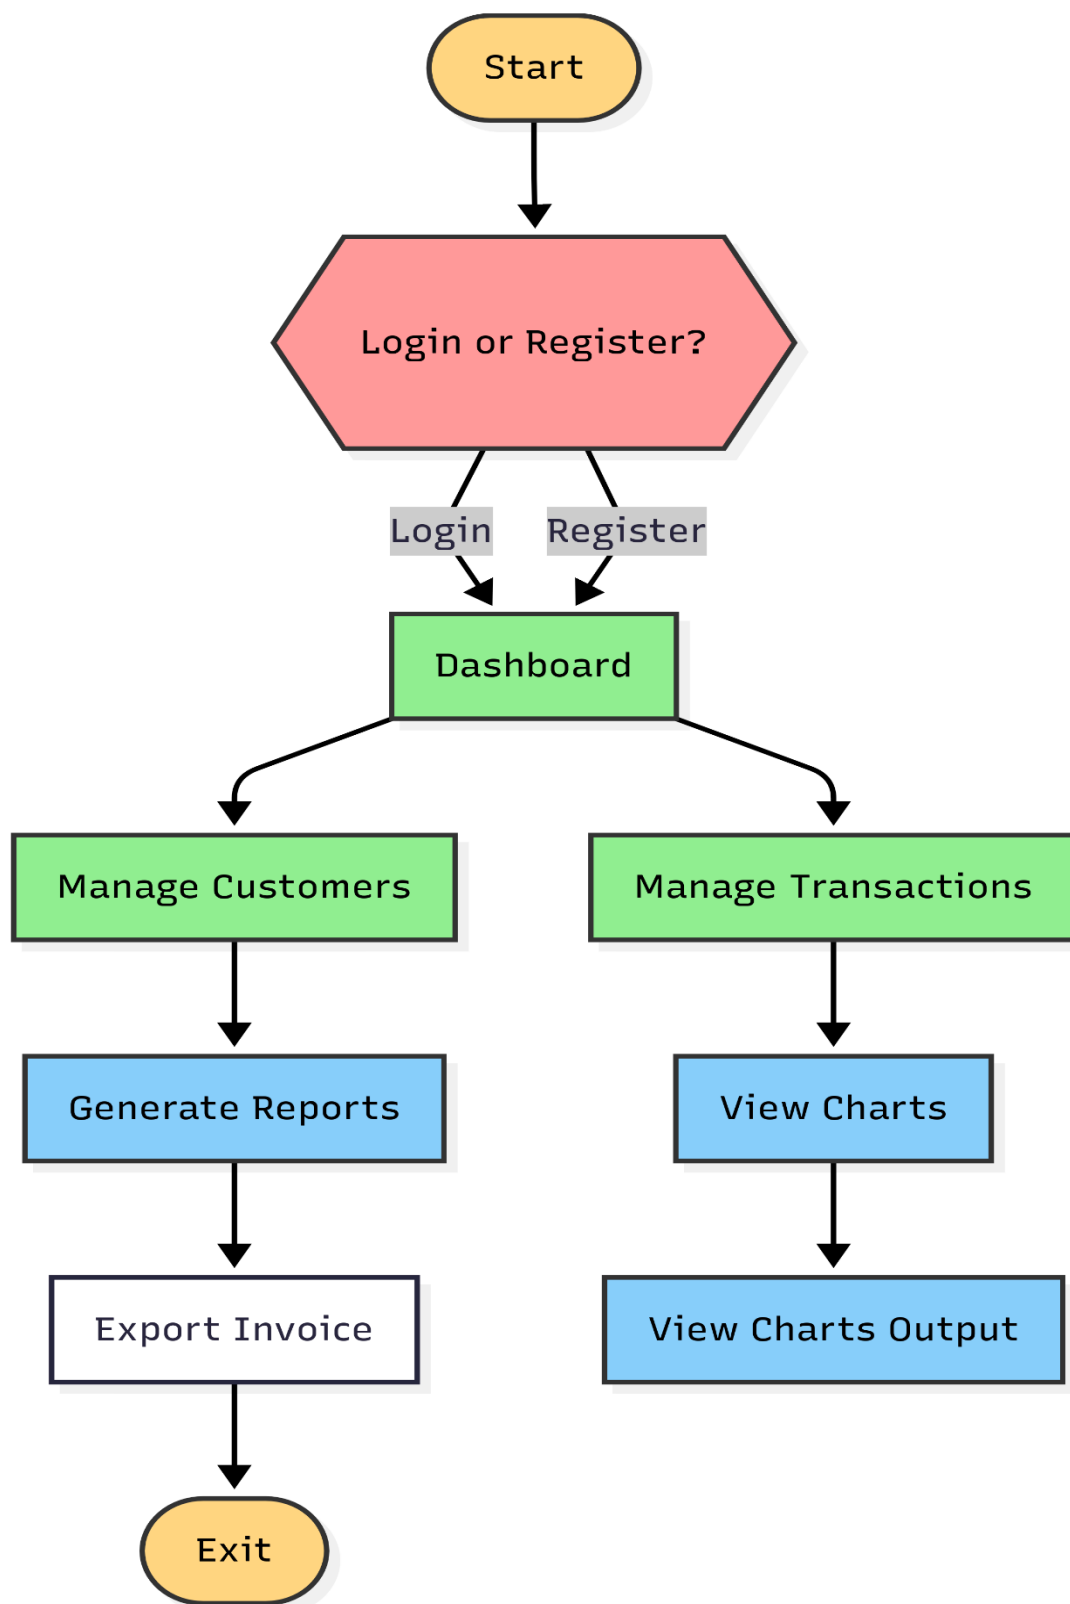 Start
Login or Register?
Login
Register
Dashboard
Manage Customers
Manage Transactions
Generate Reports
View Charts
Export Invoice
View Charts Output
Exit